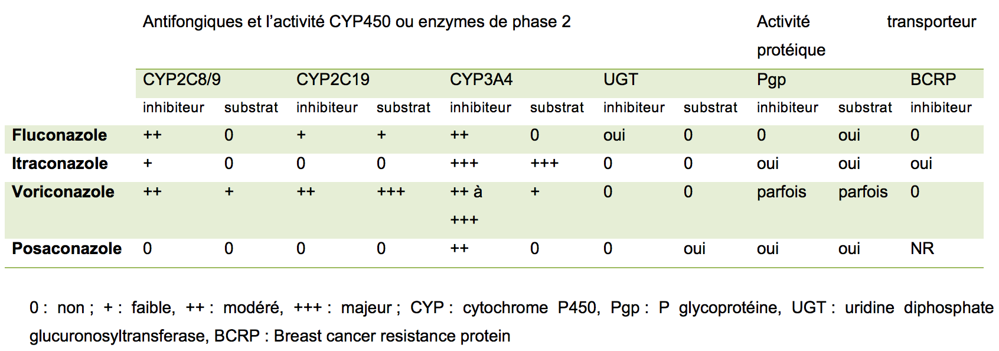 Antifongiques et l’activité CYP450 ou enzymes de phase 2 Activité transporteur
protéique
CYP2C8/9 CYP2C19 CYP3A4 UGT Pgp BCRP
inhibiteur substrat inhibiteur substrat inhibiteur substrat inhibiteur substrat inhibiteur substrat inhibiteur
Fluconazole ++ 0 + + ++ 0 oui 0 0 oui 0
Itraconazole + 0 0 0 +++ +++ 0 0 oui oui oui
Voriconazole ++ + ++ +++ ++ à + 0 0 parfois parfois 0
+++
Posaconazole 0 0 0 0 ++ 0 0 oui oui oui NR
0 : non ; + : faible, ++ : modéré, +++ : majeur ; CYP : cytochrome P450, Pgp : P glycoprotéine, UGT : uridine diphosphate
glucuronosyltransferase, BCRP : Breast cancer resistance protein